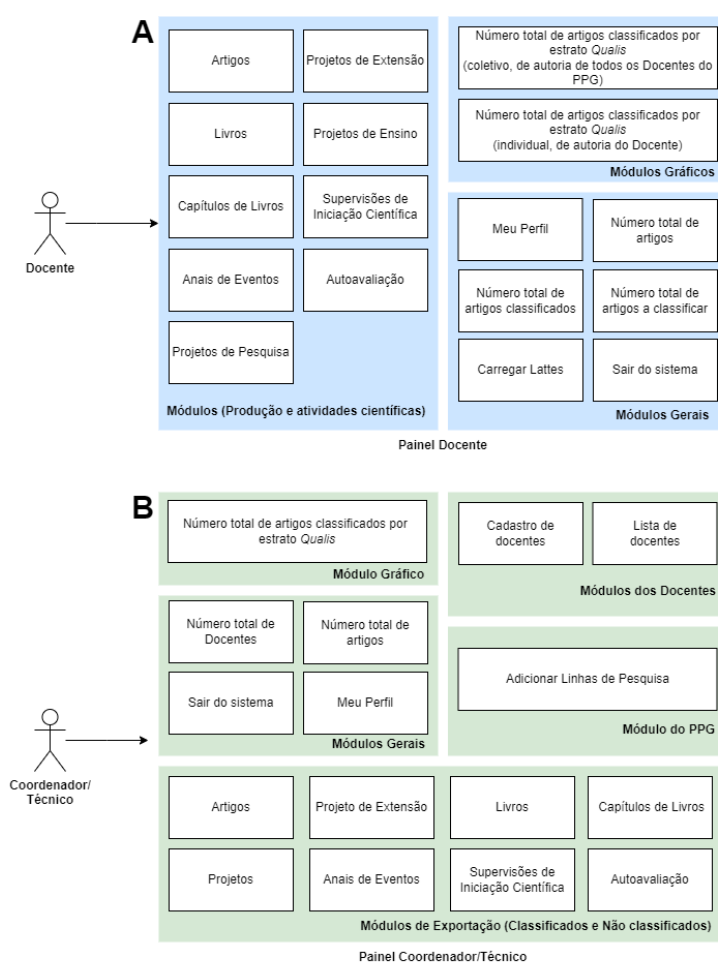 A
Artigos
Projetos de Extensão
Livros
Projetos de Ensino
Capítulos de Livros
Supervisões de
Iniciação Científica
Anais de Eventos
Autoavaliação
Projetos de Pesquisa
Módulos (Produção e atividades científicas)
Número total de artigos classificados por
estrato Qualis
(coletivo, de autoria de todos os Docentes do
PPG)
Número total de artigos classificados por
estrato Qualis
(individual, de autoria do Docente)
Módulos Gráficos
Meu Perfil
Número total de
artigos
Número total de
artigos classificados
Número total de
artigos a classificar
Carregar Lattes
Sair do sistema
Módulos Gerais
Docente
Painel Docente
B
Número total de artigos classificados por
estrato Qualis
Módulo Gráfico
Cadastro de
docentes
Lista de
docentes
Módulos dos Docentes
Número total de
Docentes
Número total de
artigos
Sair do sistema
Meu Perfil
Módulos Gerais
Adicionar Linhas de Pesquisa
Módulo do PPG
Coordenador/
Técnico
Artigos
Projeto de Extensão
Livros
Capítulos de Livros
Projetos
Anais de Eventos
Supervisões de
Iniciação Científica
Autoavaliação
Módulos de Exportação (Classificados e Não classificados)
Painel Coordenador/Técnico